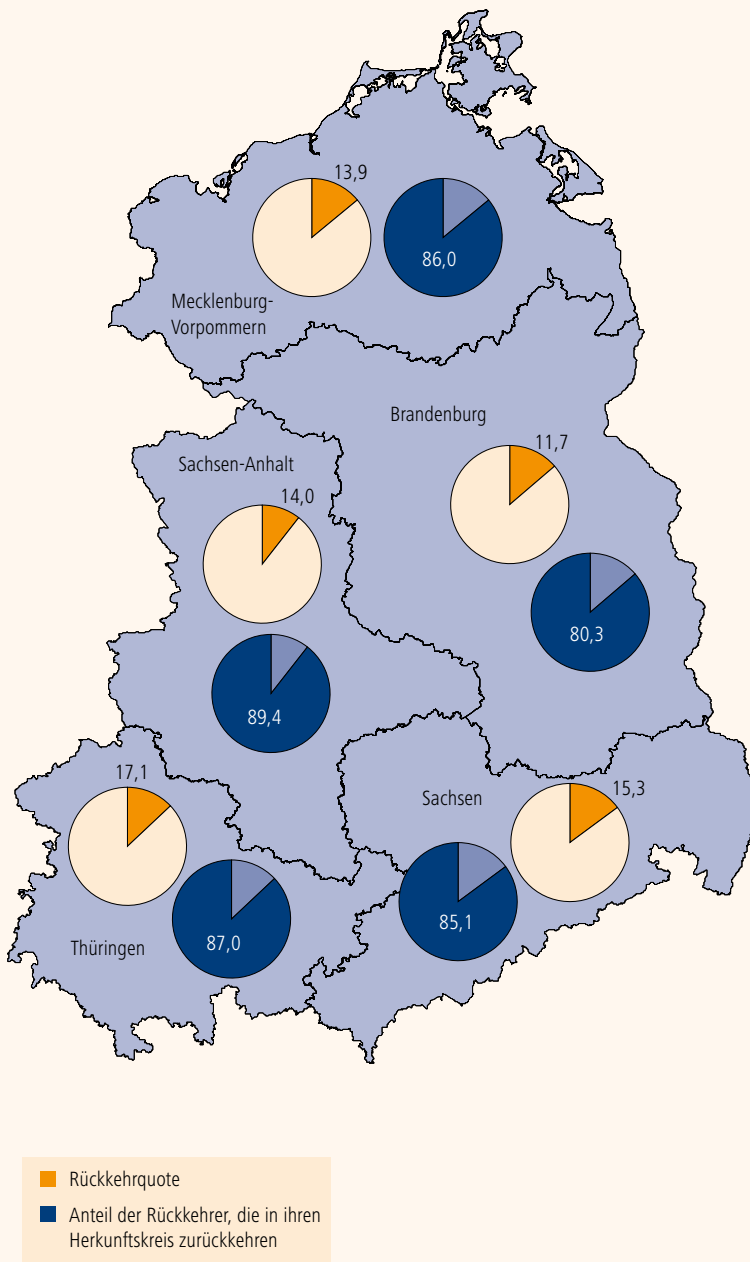 13,9
86,0
Mecklenburg-
Vorpommern
Brandenburg
11,7
80,3
Sachsen-Anhalt
14,0
89,4
17,1
87,0
Thüringen
Sachsen
15,3
85,1
Rückkehrquote
Anteil der Rückkehrer, die in ihren
Herkunftskreis zurückkehren